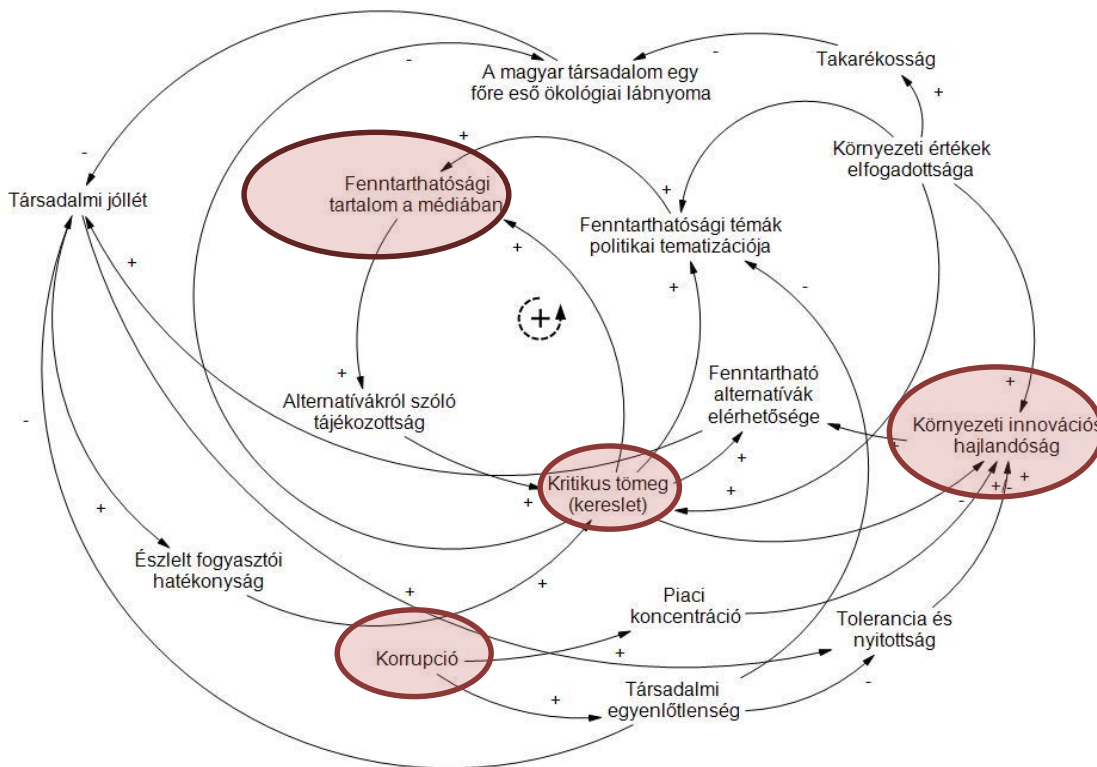 Takarékosság
A magyar társadalom egy
főre eső ökológiai lábnyoma
Környezeti értékek
elfogadottsága
Társadalmi jóllét
Fenntarthatósági
tartalom a médiában
Fenntarthatósági témák
politikai tematizációja
Fenntartható
alternatívák
elérhetősége
Alternatívákról szóló
tájékozottság
Környezeti innovációs
hajlandóság
Kritikus tömeg
(kereslet)
Észlelt fogyasztói
hatékonyság
Piaci
koncentráció
Tolerancia és
nyitottság
Korrupció
Társadalmi
egyenlőtlenség